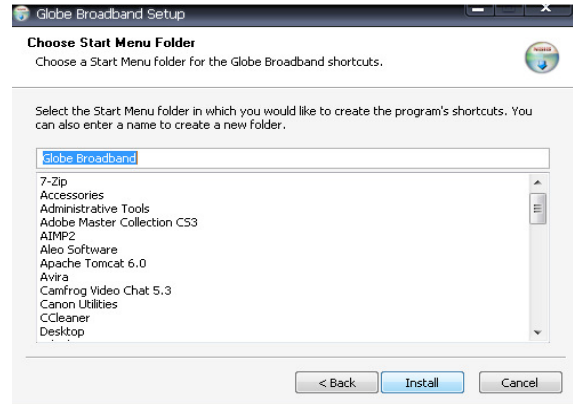 Globe Broadband Setup
Choose Start Menu Folder
Choose a Start Menu folder for the Globe Broadband shortcuts.
Select the Start Menu folder in which you would like to create the program's shortcuts. You
can also enter a name to create a new folder.
Globe Broadband
7-Zip
Accessories
Administrative Tools
Adobe Master Collection CS3
AIMP2
Aleo Software
Apache Tomcat 6.0
Avira
Camfrog Video Chat 5.3
Canon Utilities
CCleaner
Desktop
< Back
Install
Cancel